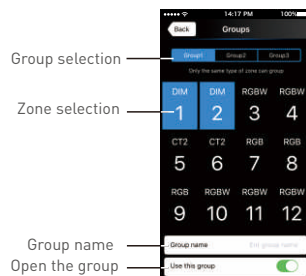 14:17 PM 100%
Back Groups
Group selection
Group1 Group2 Group3
Only the same type of zone can group
Zone selection
DIM DIM RGBW RGBW
1 2 3 4
CT2 CT2 RGB RGB
5 6 7 8
RGB RGBW RGBW RGBW
9 10 11 12
Group name
Group name Ent group name
Open the group
Use this group